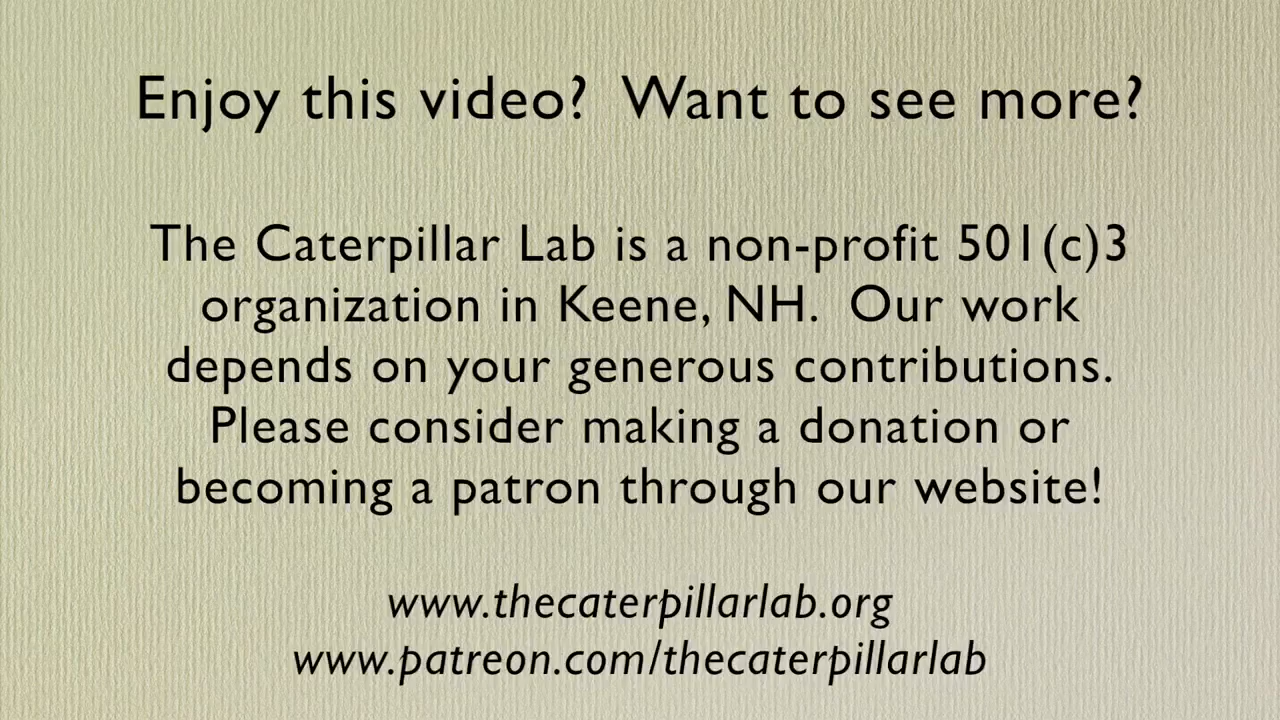 Enjoy this video?  Want to see more?
The Caterpillar Lab is a non-profit 501(c)3
organization in Keene, NH.  Our work
depends on your generous contributions.
Please consider making a donation or
becoming a patron through our website!
www.thecaterpillarlab.org
www.patreon.com/thecaterpillarlab